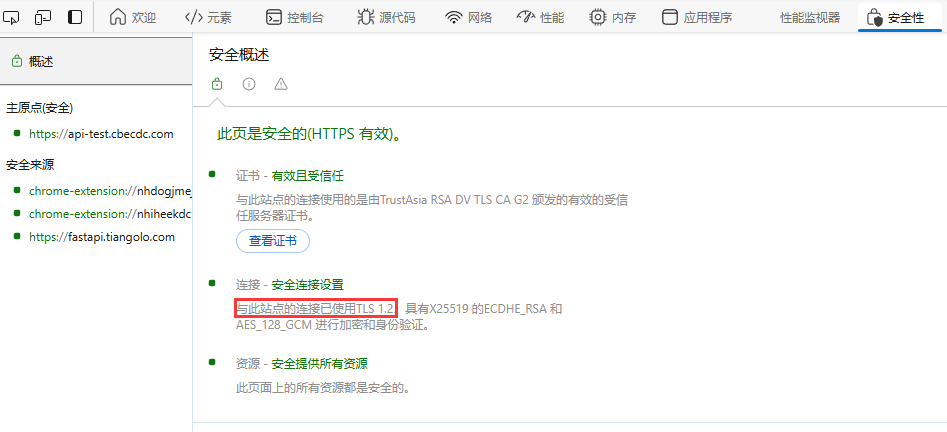 欢迎 元素 控制台 源代码 网络 性能 内存 应用程序 性能监视器 安全性
概述
主原点(安全)
https://api-test.cbecdc.com
安全来源
chrome-extension://nhdogjmej
chrome-extension://nhiheekdc
https://fastapi.tiangolo.com
安全概述
此页是安全的(HTTPS 有效)。
证书 - 有效且受信任
与此站点的连接使用的是由TrustAsia RSA DV TLS CA G2 颁发的有效的受信
任服务器证书。
查看证书
连接 - 安全连接设置
与此站点的连接已使用TLS 1.2、具有X25519 的ECDHE_RSA 和
AES_128_GCM 进行加密和身份验证。
资源 - 安全提供所有资源
此页面上的所有资源都是安全的。